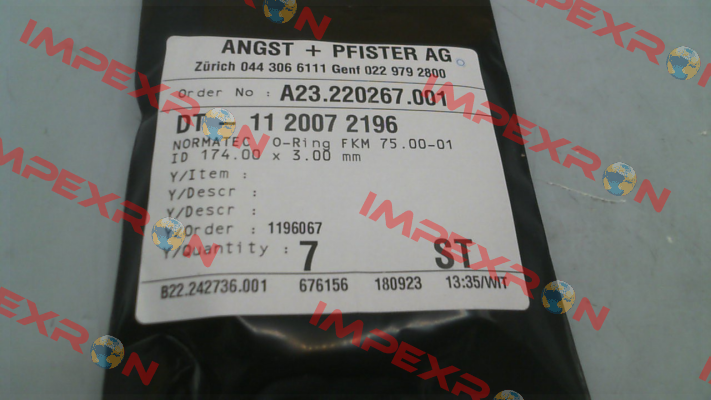 ANGST + PFISTER AG
Zürich 044 306 6111 Genf 022 979 2800
Order No : A23.220267.001
DT - 11 2007 2196
NORMATEC O-Ring FKM 75.00-01
ID 174.00 x 3.00 mm
Y/Item :
Y/Descr :
Y/Descr :
Y/Order : 1196067
Y/Quantity : 7 ST
B22.242736.001 676156 180923 13:35/WIT
IMPEXRON
IMPEXRON
IMPEXRON
IMPEXRON
IMPEXRON
IMPEXRON